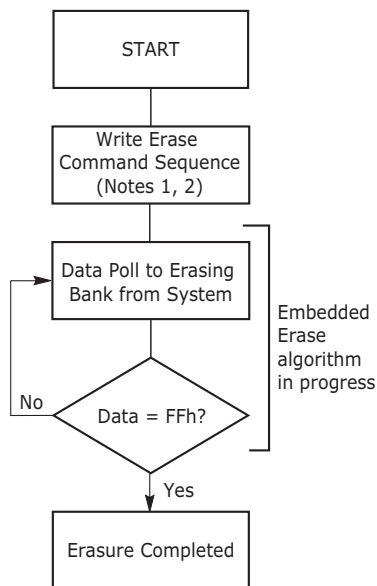 START
Write Erase
Command Sequence
(Notes 1, 2)
Data Poll to Erasing
Bank from System
Embedded
Erase
algorithm
in progress
No
Data = FFh?
Yes
Erasure Completed